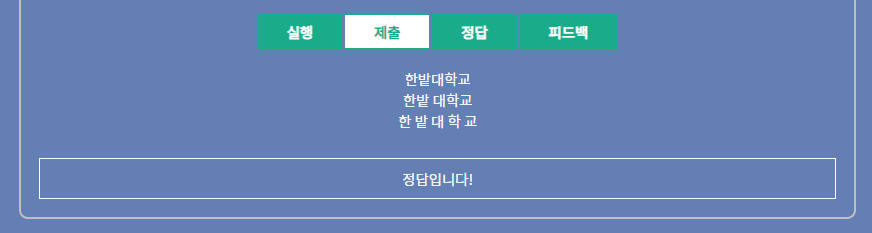 실행 제출 정답 피드백
한밭대학교
한밭 대학교
한 밭 대 학 교
정답입니다!